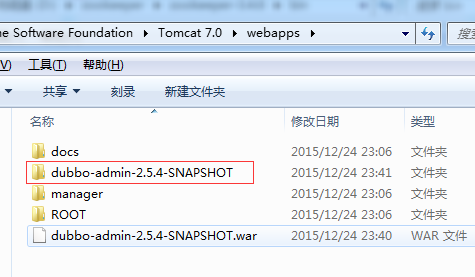 ne Software Foundation ▸ Tomcat 7.0 ▸ webapps ▸
V) 工具(T) 帮助(H)
共享 刻录 新建文件夹
名称 修改日期 类型
docs 2015/12/24 23:06 文件夹
dubbo-admin-2.5.4-SNAPSHOT 2015/12/24 23:41 文件夹
manager 2015/12/24 23:06 文件夹
ROOT 2015/12/24 23:06 文件夹
dubbo-admin-2.5.4-SNAPSHOT.war 2015/12/24 23:40 WAR 文件